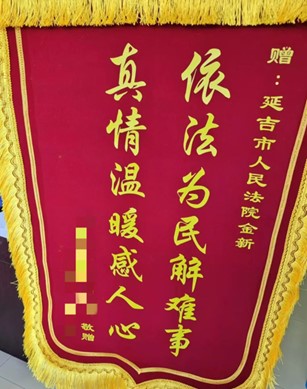 赠：延吉市人民法院金新
依法为民解难事
真情温暖感人心
敬赠